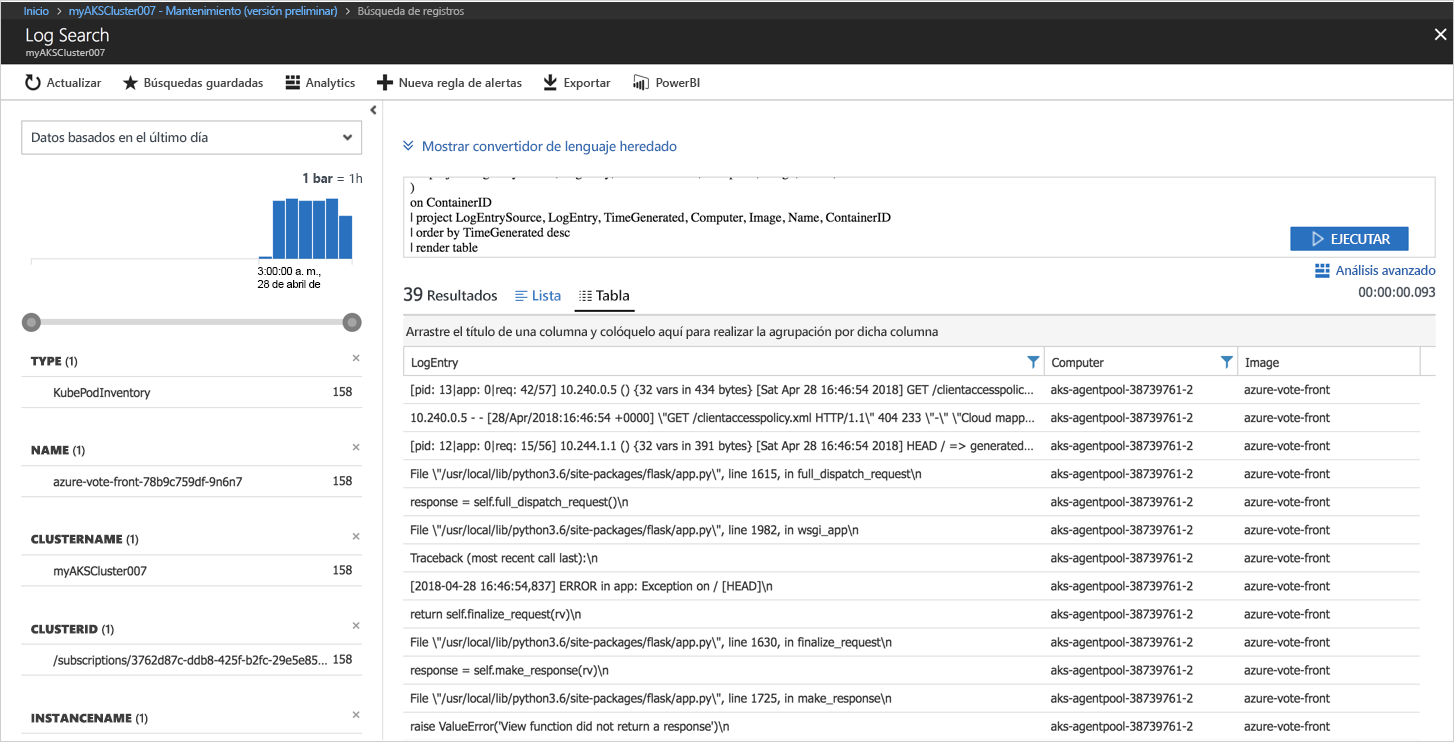 Inicio > myAKSCluster007 - Mantenimiento (versión preliminar) > Búsqueda de registros
Log Search
myAKSCluster007
Actualizar Búsquedas guardadas Analytics Nueva regla de alertas Exportar PowerBI
Datos basados en el último día
1 bar = 1h
3:00:00 a. m.,
28 de abril de
TYPE (1)
KubePodInventory 158
NAME (1)
azure-vote-front-78b9c759df-9n6n7 158
CLUSTERNAME (1)
myAKSCluster007 158
CLUSTERID (1)
/subscriptions/3762d87c-ddb8-425f-b2fc-29e5e85... 158
INSTANCENAME (1)
Mostrar convertidor de lenguaje heredado
)
on ContainerID
| project LogEntrySource, LogEntry, TimeGenerated, Computer, Image, Name, ContainerID
| order by TimeGenerated desc
| render table
EJECUTAR
Análisis avanzado
39 Resultados Lista Tabla 00:00:00.093
Arrastre el título de una columna y colóquelo aquí para realizar la agrupación por dicha columna
LogEntry Computer Image
[pid: 13|app: 0|req: 42/57] 10.240.0.5 () {32 vars in 434 bytes} [Sat Apr 28 16:46:54 2018] GET /clientaccesspolic... aks-agentpool-38739761-2 azure-vote-front
10.240.0.5 - - [28/Apr/2018:16:46:54 +0000] \"GET /clientaccesspolicy.xml HTTP/1.1\" 404 233 \"-\" \"Cloud mapp... aks-agentpool-38739761-2 azure-vote-front
[pid: 12|app: 0|req: 15/56] 10.244.1.1 () {32 vars in 391 bytes} [Sat Apr 28 16:46:54 2018] HEAD / => generated... aks-agentpool-38739761-2 azure-vote-front
File \"/usr/local/lib/python3.6/site-packages/flask/app.py\", line 1615, in full_dispatch_request\n aks-agentpool-38739761-2 azure-vote-front
response = self.full_dispatch_request()\n aks-agentpool-38739761-2 azure-vote-front
File \"/usr/local/lib/python3.6/site-packages/flask/app.py\", line 1982, in wsgi_app\n aks-agentpool-38739761-2 azure-vote-front
Traceback (most recent call last):\n aks-agentpool-38739761-2 azure-vote-front
[2018-04-28 16:46:54,837] ERROR in app: Exception on / [HEAD]\n aks-agentpool-38739761-2 azure-vote-front
return self.finalize_request(rv)\n aks-agentpool-38739761-2 azure-vote-front
File \"/usr/local/lib/python3.6/site-packages/flask/app.py\", line 1630, in finalize_request\n aks-agentpool-38739761-2 azure-vote-front
response = self.make_response(rv)\n aks-agentpool-38739761-2 azure-vote-front
File \"/usr/local/lib/python3.6/site-packages/flask/app.py\", line 1725, in make_response\n aks-agentpool-38739761-2 azure-vote-front
raise ValueError('View function did not return a response')\n aks-agentpool-38739761-2 azure-vote-front